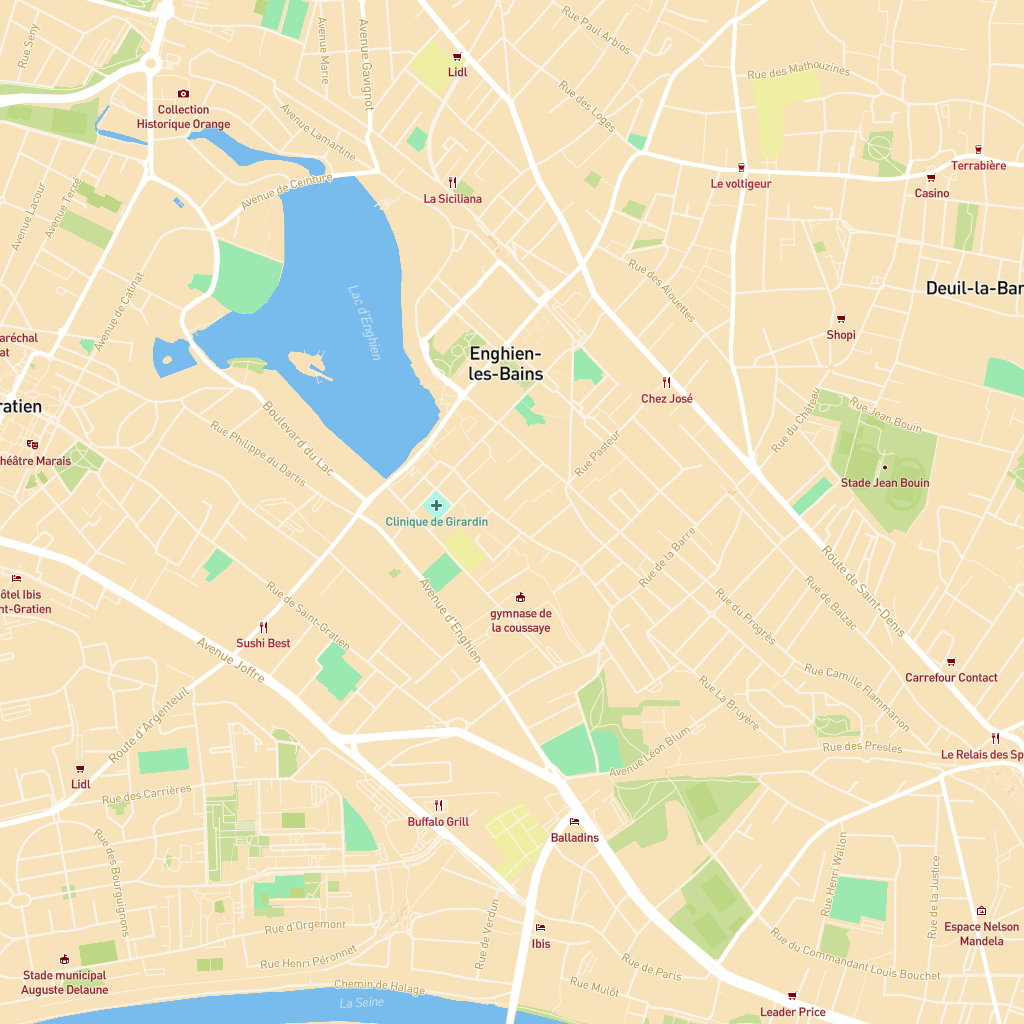 Rue Seny
Avenue Marie
Avenue Gavignot
Rue Paul Arbios
Lidl
Rue des Mathouzines
Collection
Historique Orange
Rue des Loges
Avenue Lamartine
Terrabière
Le voltigeur
Casino
La Siciliana
Avenue de Ceinture
Avenue Lacour
Avenue Terré
Rue des Alouettes
Avenue de Catinat
Lac d'Enghien
Deuil-la-Bar
Shopi
aréchal
at
Enghien-
les-Bains
Chez José
ratien
Rue du Château
Rue Jean Bouin
Boulevard du Lac
Rue Philippe du Dartis
Rue Pasteur
héâtre Marais
Stade Jean Bouin
Clinique de Girardin
Route de Saint-Denis
Rue de la Barre
ôtel Ibis
nt-Gratien
Rue de Saint-Gratien
Avenue d'Enghien
gymnase de
la coussaye
Rue du Progrès
Rue de Balzac
Sushi Best
Avenue Joffre
Carrefour Contact
Rue Camille Flammarion
Rue La Bruyère
Route d'Argenteuil
Rue des Presles
Le Relais des Sp
Avenue Léon Blum
Lidl
Rue des Carrières
Buffalo Grill
Balladins
Rue des Bourguignons
Rue Henri Wallon
Rue de la Justice
Rue d'Orgemont
Rue de Verdun
Espace Nelson
Mandela
Ibis
Rue Henri Péronnet
Rue du Commandant Louis Bouchet
Rue de Paris
Stade municipal
Auguste Delaune
Chemin de Halage
Rue Mulôt
La Seine
Leader Price